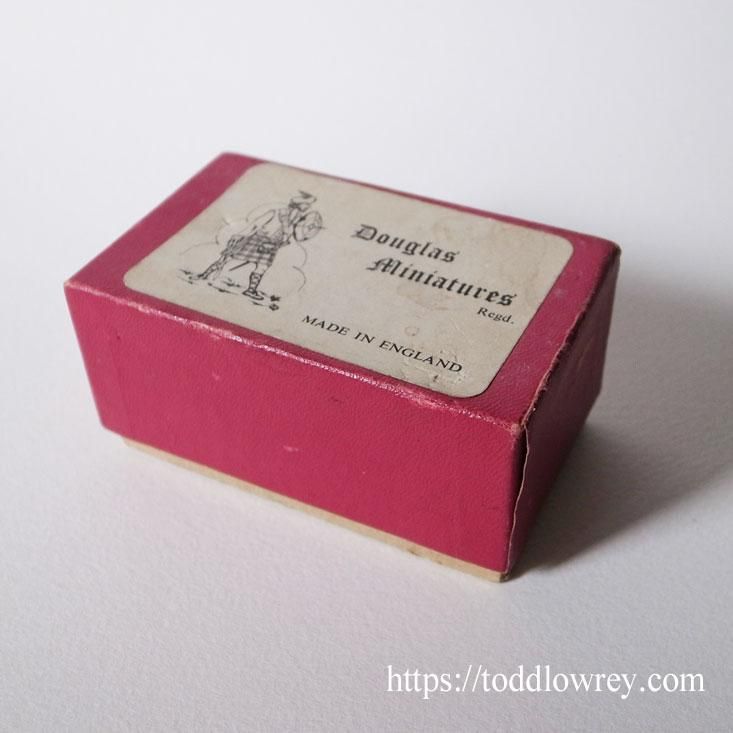 Douglas
Miniatures
Regd.
MADE IN ENGLAND
https://toddlowrey.com